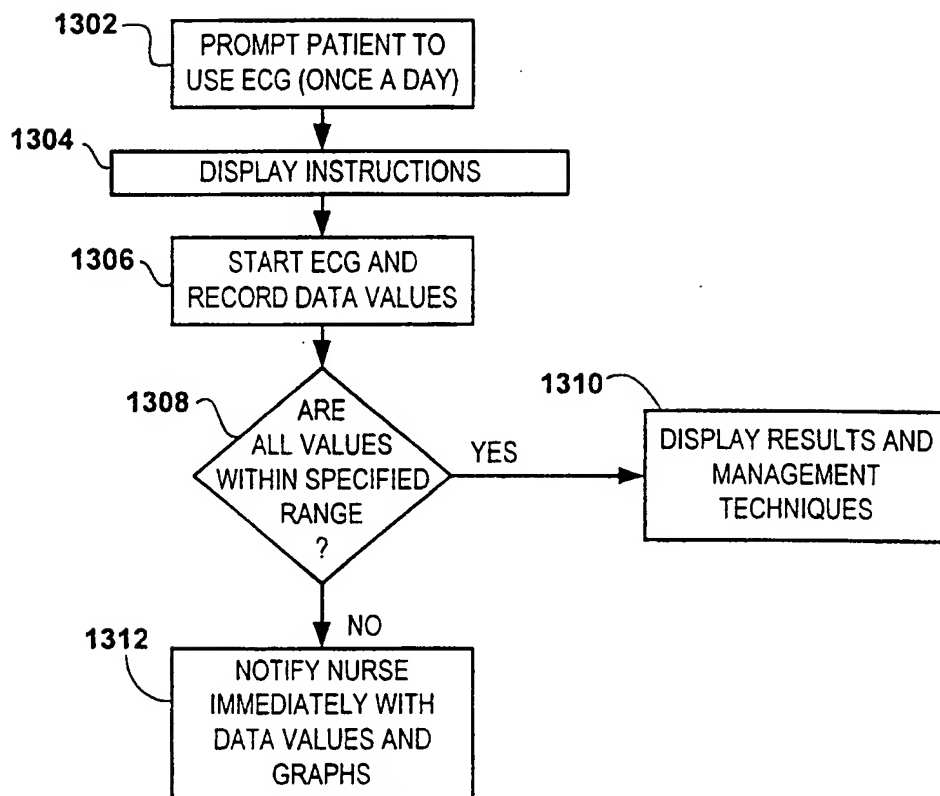 1302
PROMPT PATIENT TO
USE ECG (ONCE A DAY)
1304
DISPLAY INSTRUCTIONS
1306
START ECG AND
RECORD DATA VALUES
1308
ARE
ALL VALUES
WITHIN SPECIFIED
RANGE
?
YES
1310
DISPLAY RESULTS AND
MANAGEMENT
TECHNIQUES
NO
1312
NOTIFY NURSE
IMMEDIATELY WITH
DATA VALUES AND
GRAPHS